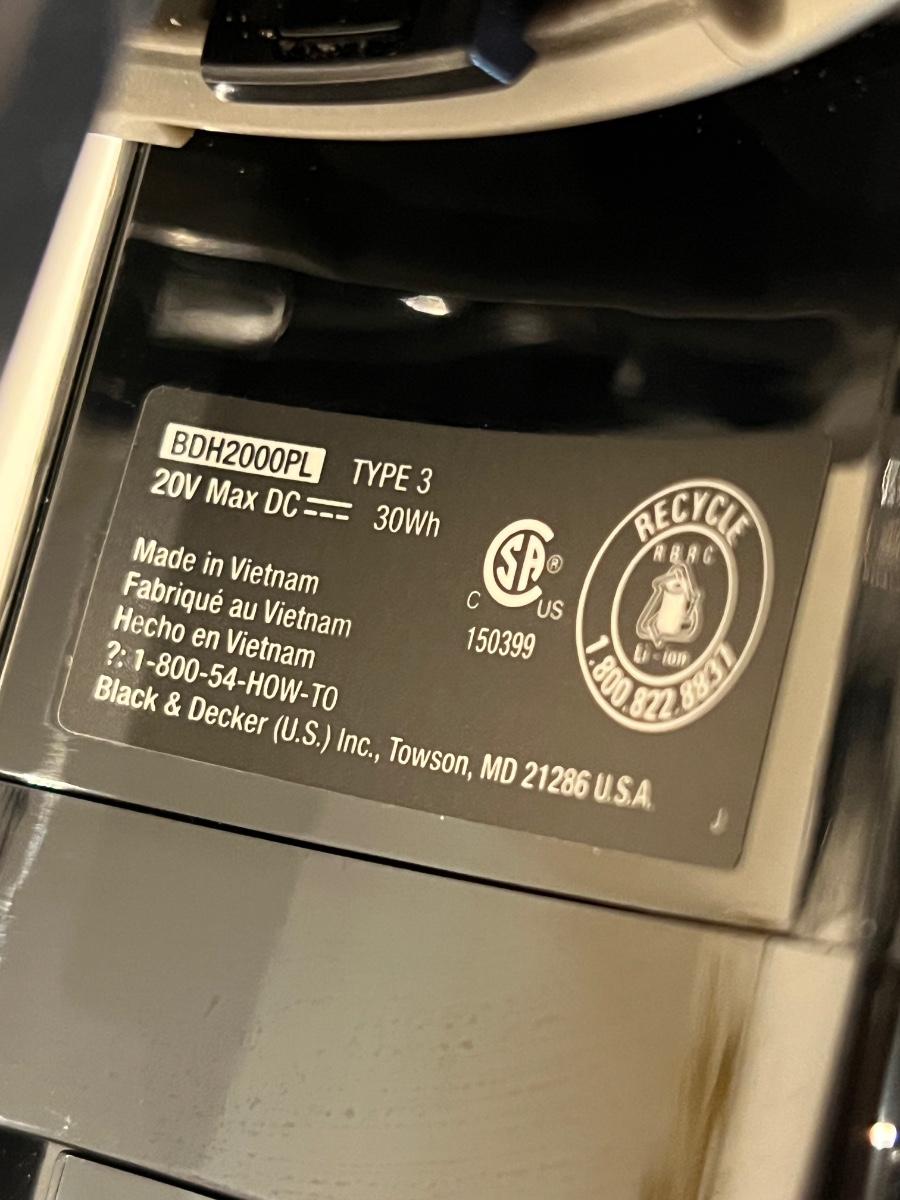 BDH2000PL TYPE 3
20V Max DC 30Wh
Made in Vietnam
Fabriqué au Vietnam
Hecho en Vietnam
?: 1-800-54-HOW-TO
Black & Decker (U.S.) Inc., Towson, MD 21286 U.S.A.
SA®
C US
150399
RECYCLE
RBRC
Li-ion
1.800.822.8837
J